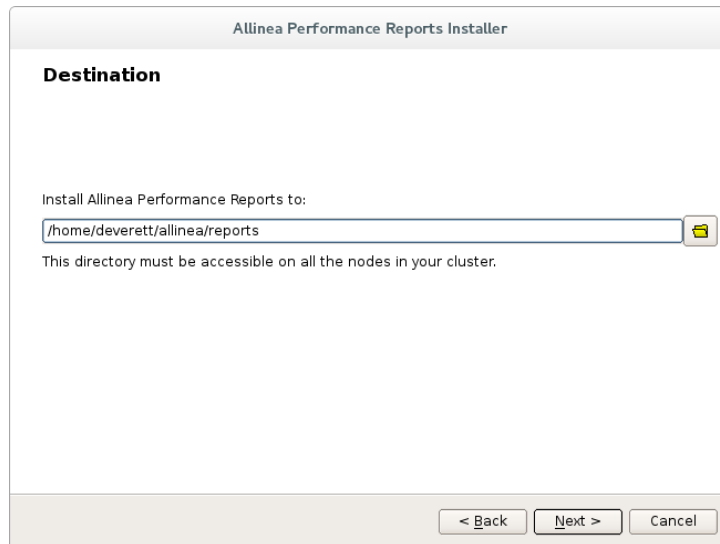 Allinea Performance Reports Installer
Destination
Install Allinea Performance Reports to:
/home/deverett/allinea/reports
This directory must be accessible on all the nodes in your cluster.
< Back Next > Cancel